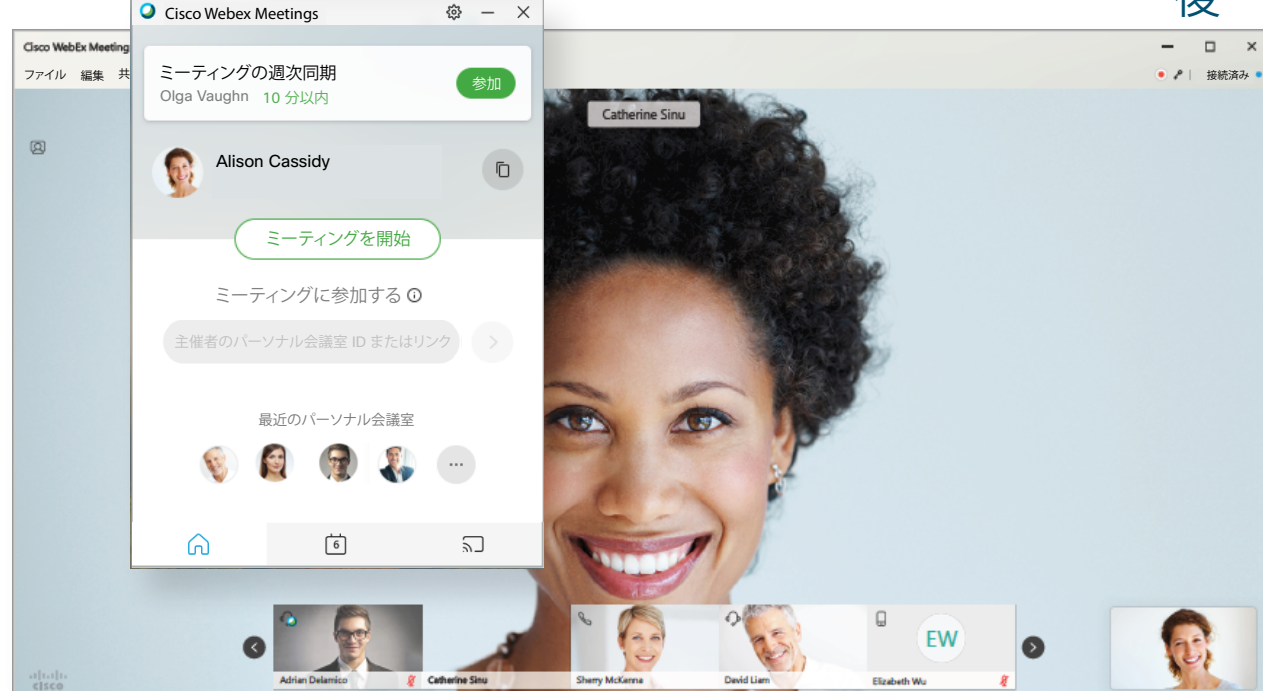 後
Cisco WebEx Meeting
ファイル 編集 共
接続済み
Cisco Webex Meetings
ミーティングの週次同期
Olga Vaughn 10 分以内
参加
Alison Cassidy
ミーティングを開始
ミーティングに参加する
主催者のパーソナル会議室 ID またはリンク
最近のパーソナル会議室
6
Catherine Sinu
EW
Adrian Delamico
Catherine Sinu
Sherry McKenna
David Liam
Elizabeth Wu
cisco